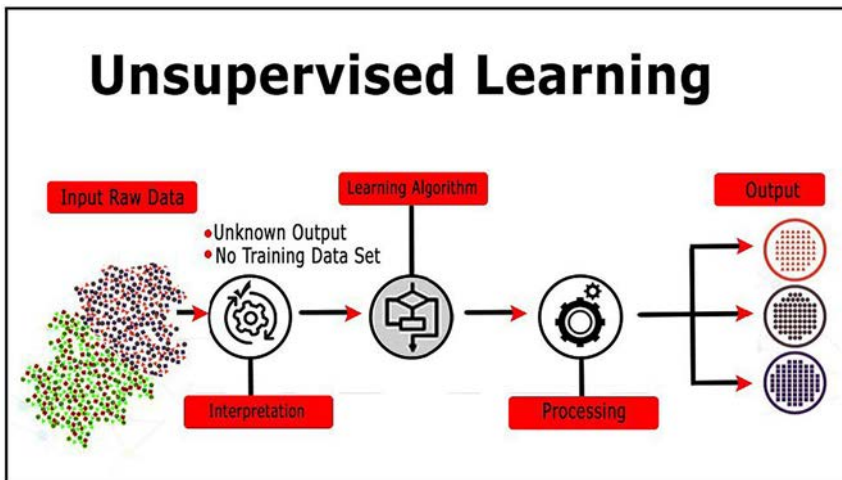 Unsupervised Learning
Input Raw Data
Unknown Output
No Training Data Set
Learning Algorithm
Output
Interpretation
Processing